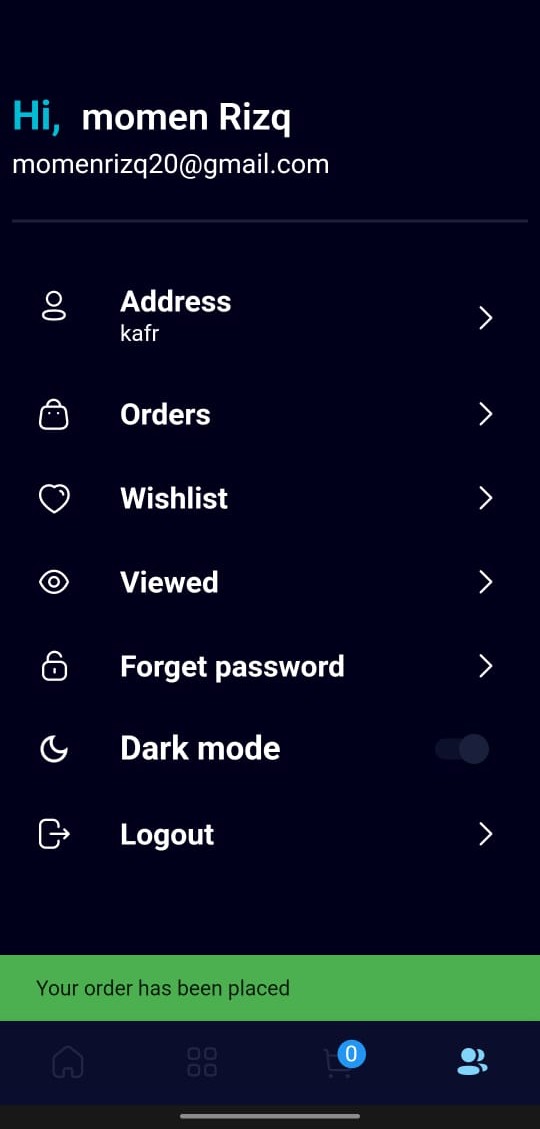 Hi, momen Rizq
momenrizq20@gmail.com
Address
kafr
Orders
Wishlist
Viewed
Forget password
Dark mode
Logout
Your order has been placed
0